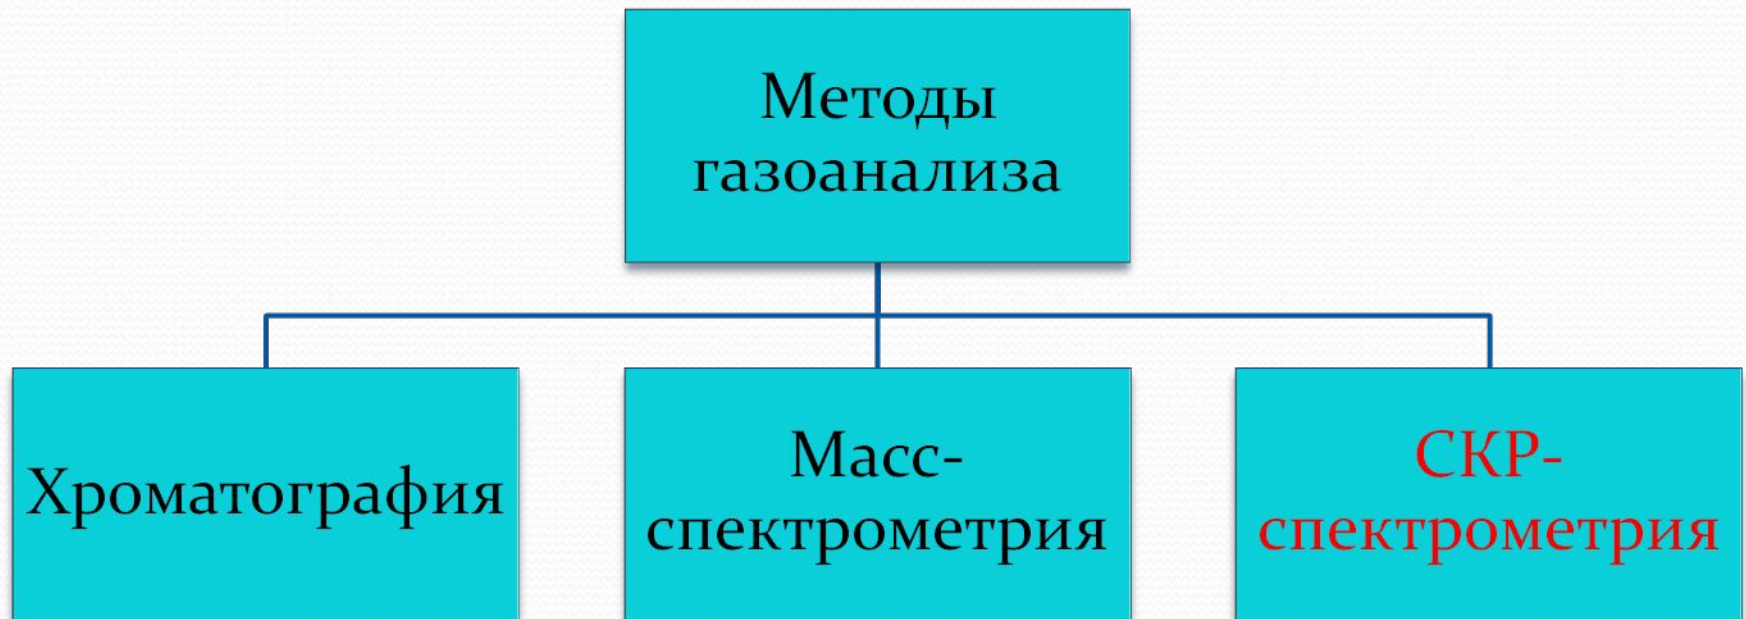 Методы
газоанализа
Хроматография
Масс-
спектрометрия
СКР-
спектрометрия